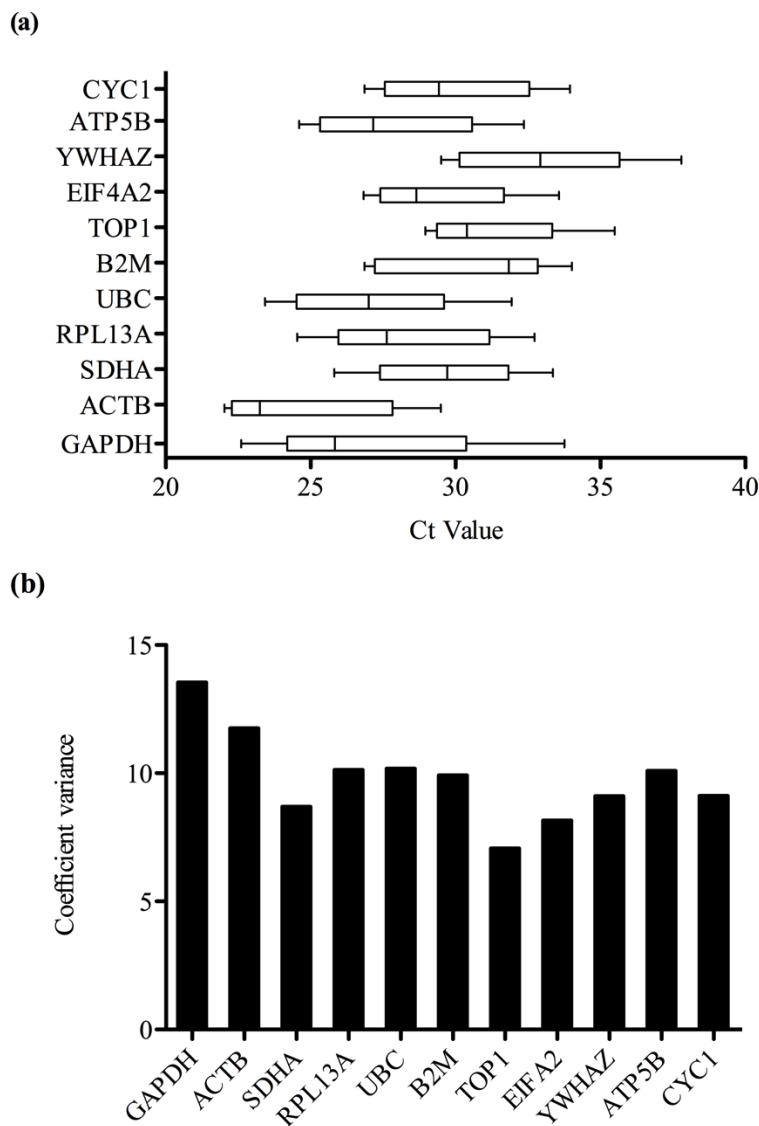 (a)
CYC1
ATP5B
YWHAZ
EIF4A2
TOP1
B2M
UBC
RPL13A
SDHA
ACTB
GAPDH
20 25 30 35 40
Ct Value
(b)
Coefficient variance
15
10
5
0
GAPDH ACTB SDHA RPL13A UBC B2M TOP1 EIFA2 YWHAZ ATP5B CYC1